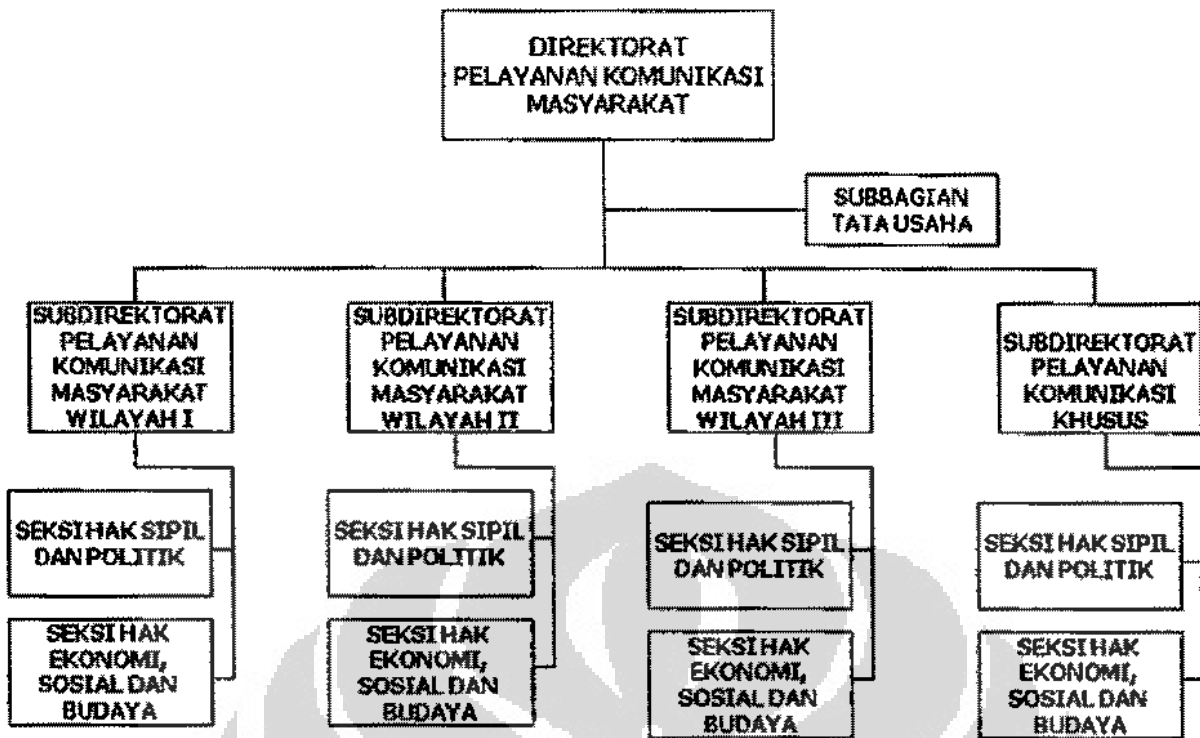 DIREKTORAT
PELAYANAN KOMUNIKASI
MASYARAKAT
SUBBAGIAN
TATA USAHA
SUBDIREKTORAT
PELAYANAN
KOMUNIKASI
MASYARAKAT
WILAYAH I
SUBDIREKTORAT
PELAYANAN
KOMUNIKASI
MASYARAKAT
WILAYAH II
SUBDIREKTORAT
PELAYANAN
KOMUNIKASI
MASYARAKAT
WILAYAH III
SUBDIREKTORAT
PELAYANAN
KOMUNIKASI
KHUSUS
SEKSI HAK SIPIL
DAN POLITIK
SEKSI HAK SIPIL
DAN POLITIK
SEKSI HAK SIPIL
DAN POLITIK
SEKSI HAK SIPIL
DAN POLITIK
SEKSI HAK
EKONOMI,
SOSIAL DAN
BUDAYA
SEKSI HAK
EKONOMI,
SOSIAL DAN
BUDAYA
SEKSI HAK
EKONOMI,
SOSIAL DAN
BUDAYA
SEKSI HAK
EKONOMI,
SOSIAL DAN
BUDAYA